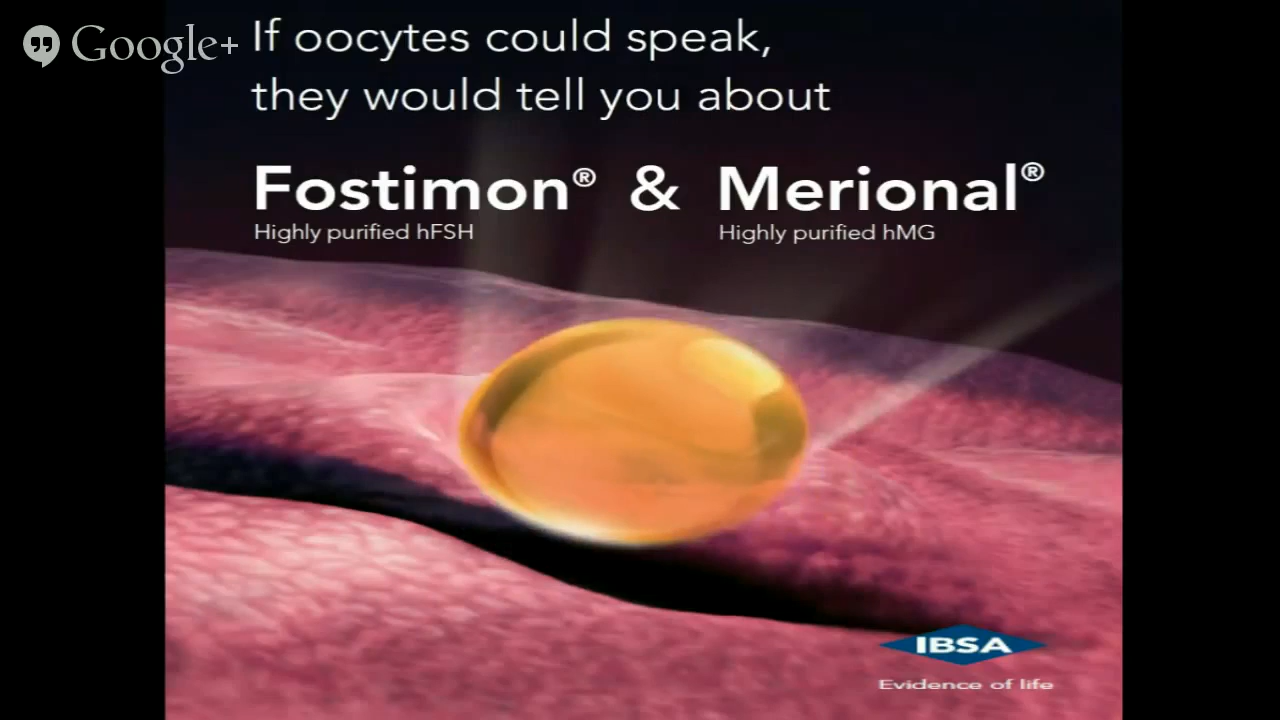 Google+
If oocytes could speak,
they would tell you about
Fostimon® & Merional®
Highly purified hFSH Highly purified hMG
IBSA
Evidence of life